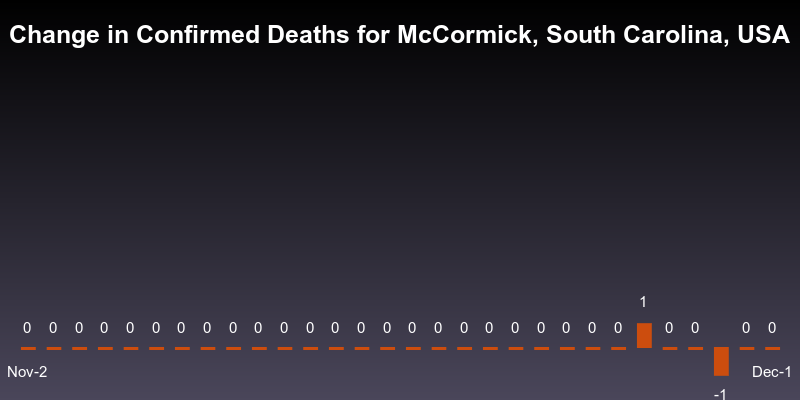 Change in Confirmed Deaths for McCormick, South Carolina, USA
1
0 0 0 0 0 0 0 0 0 0 0 0 0 0 0 0 0 0 0 0 0 0 0 0 0 0 0 0
Nov-2 Dec-1
-1